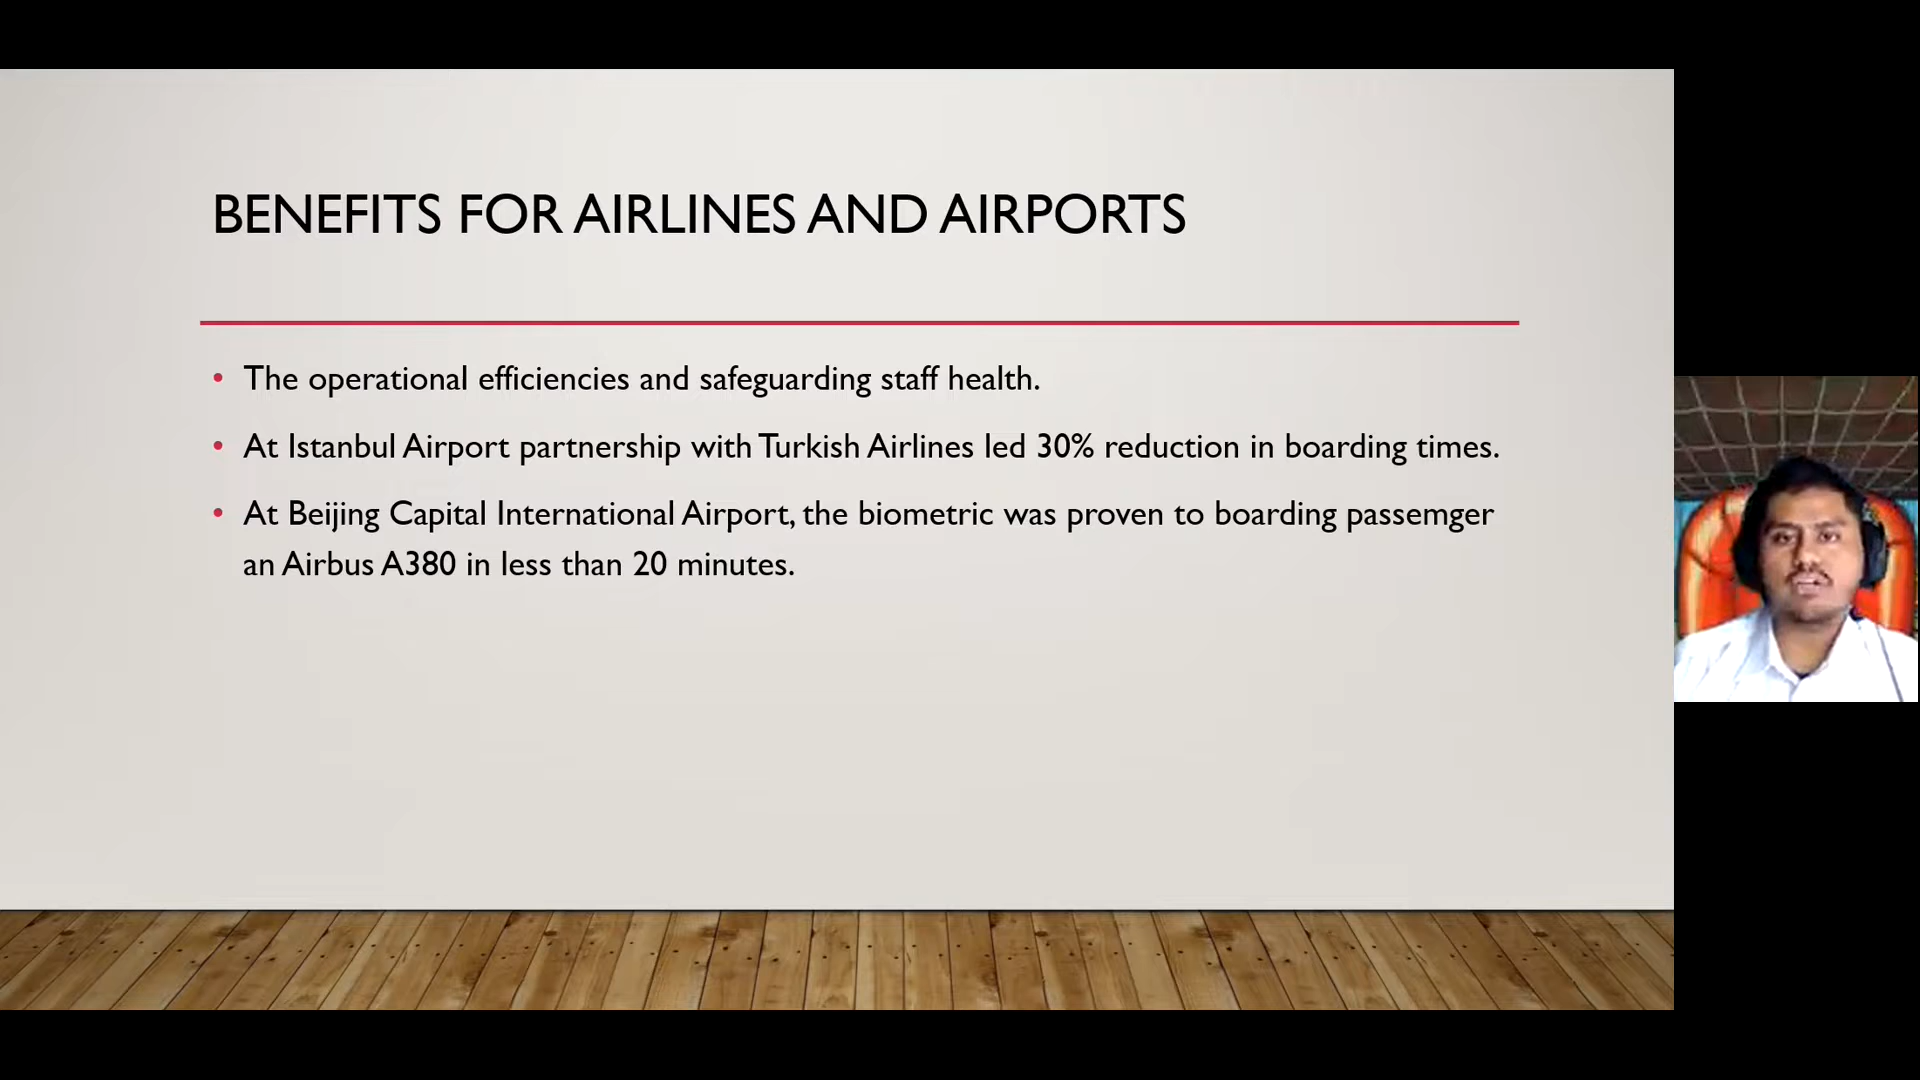 BENEFITS FOR AIRLINES AND AIRPORTS
• The operational efficiencies and safeguarding staff health.
• At Istanbul Airport partnership with Turkish Airlines led 30% reduction in boarding times.
• At Beijing Capital International Airport, the biometric was proven to boarding passemger
an Airbus A380 in less than 20 minutes.